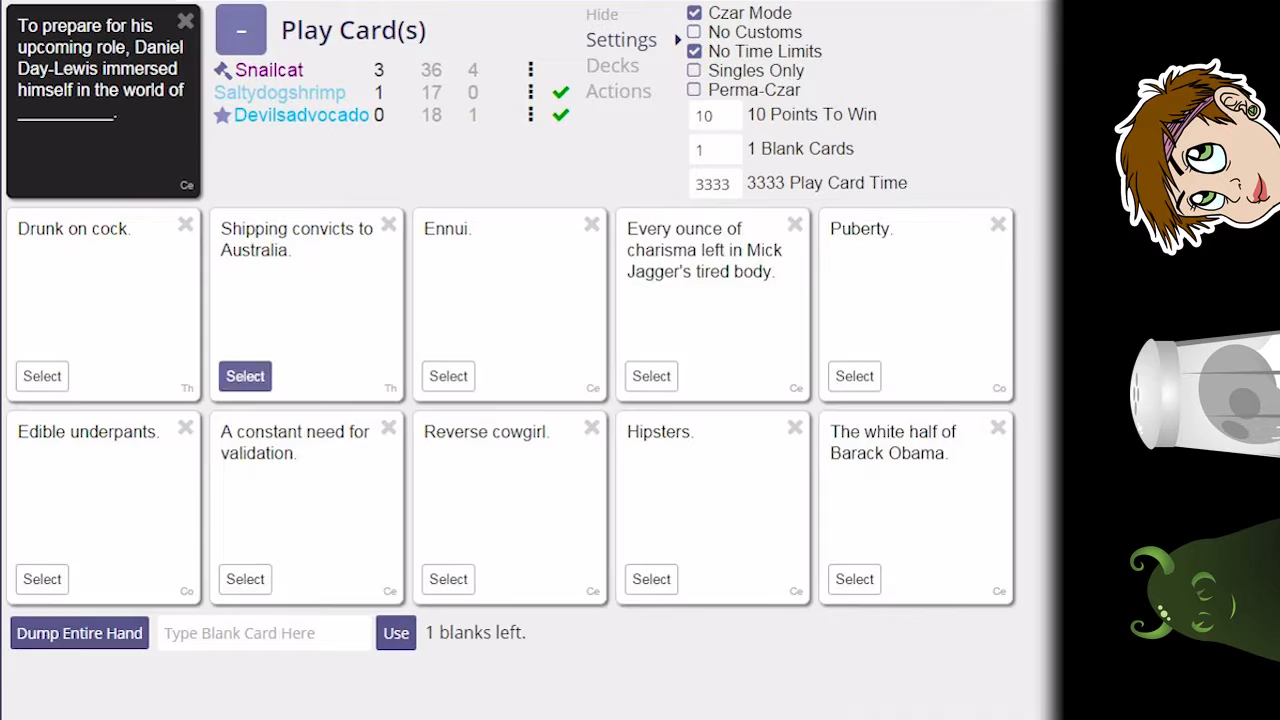 To prepare for his
upcoming role, Daniel
Day-Lewis immersed
himself in the world of
__________.
Ce
-
Play Card(s)
Snailcat 3 36 4
Saltydogshrimp 1 17 0
Devilsadvocado 0 18 1
Hide
Settings
Decks
Actions
Czar Mode
No Customs
No Time Limits
Singles Only
Perma-Czar
10 10 Points To Win
1 1 Blank Cards
3333 3333 Play Card Time
Drunk on cock.
Select
Th
Shipping convicts to
Australia.
Select
Th
Ennui.
Select
Ce
Every ounce of
charisma left in Mick
Jagger's tired body.
Select
Ce
Puberty.
Select
Co
Edible underpants.
Select
Co
A constant need for
validation.
Select
Ce
Reverse cowgirl.
Select
Ce
Hipsters.
Select
Ce
The white half of
Barack Obama.
Select
Ce
Dump Entire Hand
Type Blank Card Here
Use
1 blanks left.